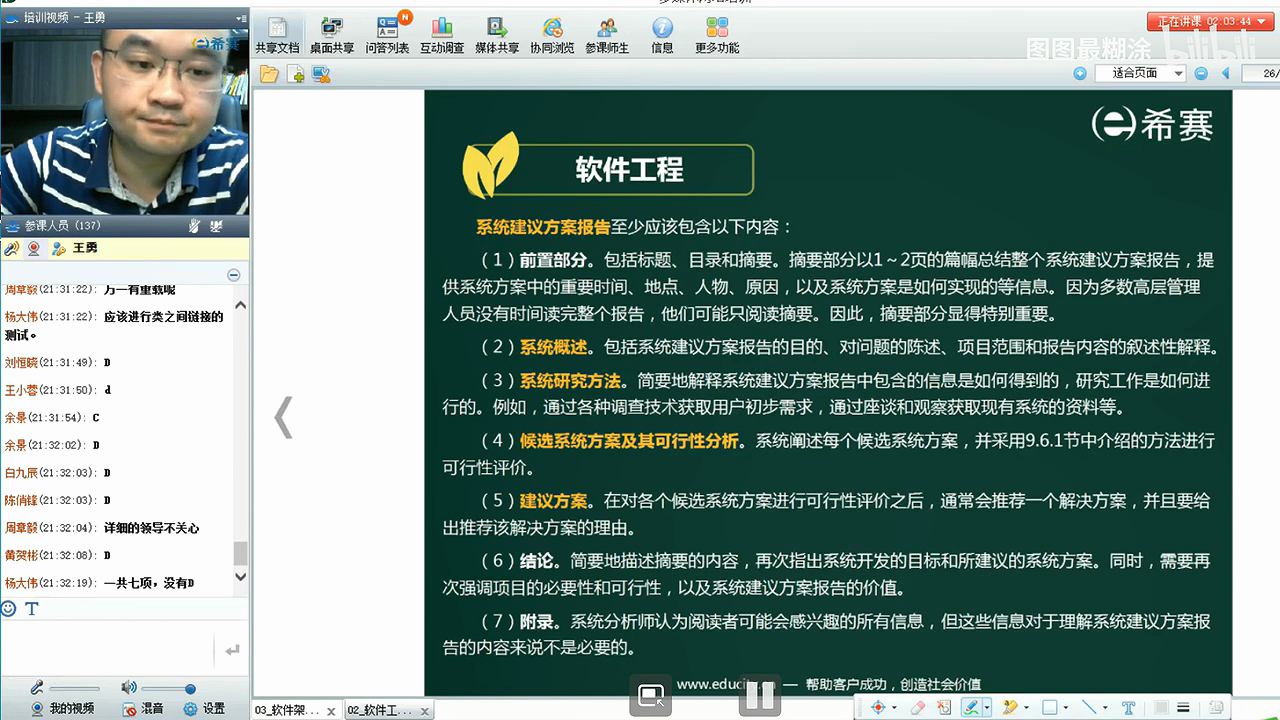 培训视频 - 王勇
希赛
共享文档
桌面共享
问答列表
N
互动调查
媒体共享
协同浏览
参课师生
信息
更多功能
正在讲课 02:03:44
图图最糊涂 bilibili
适合页面
26/
希赛
软件工程
系统建议方案报告至少应该包含以下内容：
（1）前置部分。包括标题、目录和摘要。摘要部分以1～2页的篇幅总结整个系统建议方案报告，提
供系统方案中的重要时间、地点、人物、原因，以及系统方案是如何实现的等信息。因为多数高层管理
人员没有时间读完整个报告，他们可能只阅读摘要。因此，摘要部分显得特别重要。
（2）系统概述。包括系统建议方案报告的目的、对问题的陈述、项目范围和报告内容的叙述性解释。
（3）系统研究方法。简要地解释系统建议方案报告中包含的信息是如何得到的，研究工作是如何进
行的。例如，通过各种调查技术获取用户初步需求，通过座谈和观察获取现有系统的资料等。
（4）候选系统方案及其可行性分析。系统阐述每个候选系统方案，并采用9.6.1节中介绍的方法进行
可行性评价。
（5）建议方案。在对各个候选系统方案进行可行性评价之后，通常会推荐一个解决方案，并且要给
出推荐该解决方案的理由。
（6）结论。简要地描述摘要的内容，再次指出系统开发的目标和所建议的系统方案。同时，需要再
次强调项目的必要性和可行性，以及系统建议方案报告的价值。
（7）附录。系统分析师认为阅读者可能会感兴趣的所有信息，但这些信息对于理解系统建议方案报
告的内容来说不是必要的。
— 帮助客户成功，创造社会价值
参课人员（137）
王勇
周章毅(21:31:22): 万一有重载呢
杨大伟(21:31:22): 应该进行类之间链接的
测试。
刘恒晓(21:31:49): D
王小蓉(21:31:50): d
余景(21:31:54): C
余景(21:32:02): D
白九辰(21:32:03): D
陈俏锋(21:32:03): D
周章毅(21:32:04): 详细的领导不关心
黄贺彬(21:32:08): D
杨大伟(21:32:19): 一共七项，没有D
我的视频
混音
设置
03_软件架...
02_软件工...